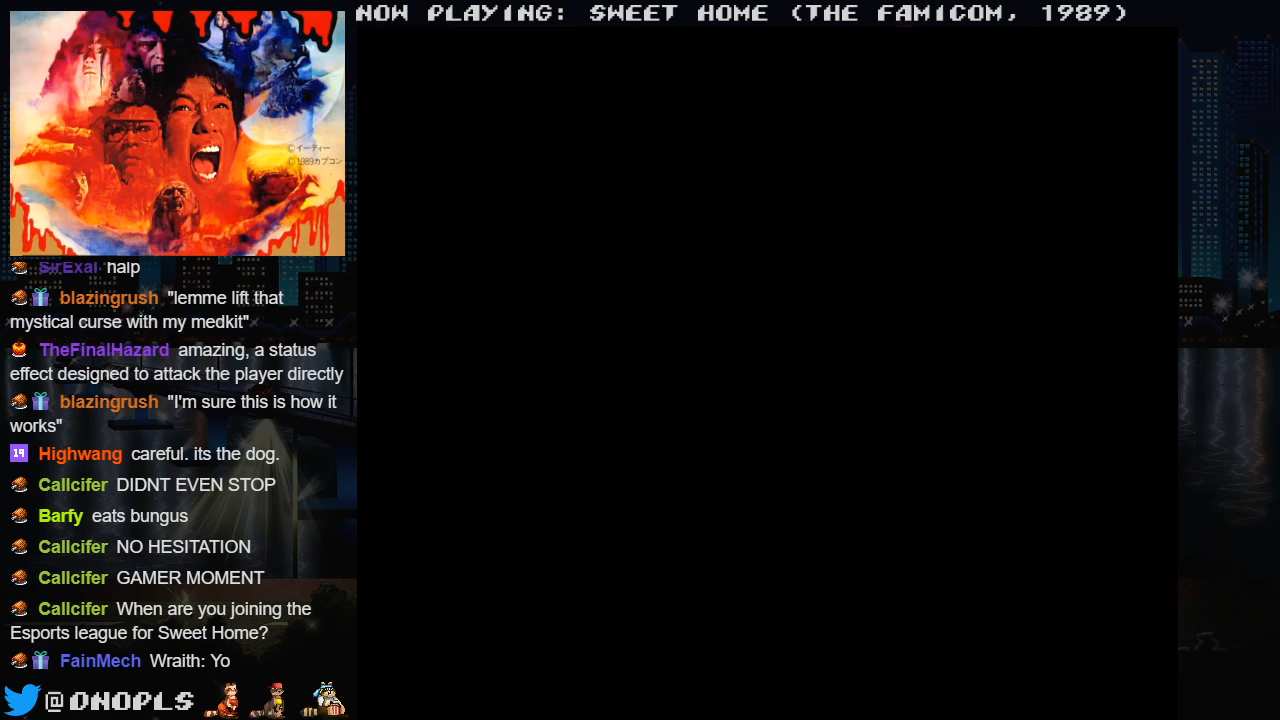 NOW PLAYING: SWEET HOME (THE FAMICOM, 1989)
©イーティー
©1989カプコン
SirExal halp
blazingrush "lemme lift that
mystical curse with my medkit"
TheFinalHazard amazing, a status
effect designed to attack the player directly
blazingrush "I'm sure this is how it
works"
19 Highwang careful. its the dog.
Callcifer DIDNT EVEN STOP
Barfy eats bungus
Callcifer NO HESITATION
Callcifer GAMER MOMENT
Callcifer When are you joining the
Esports league for Sweet Home?
FainMech Wraith: Yo
@ONOPLS